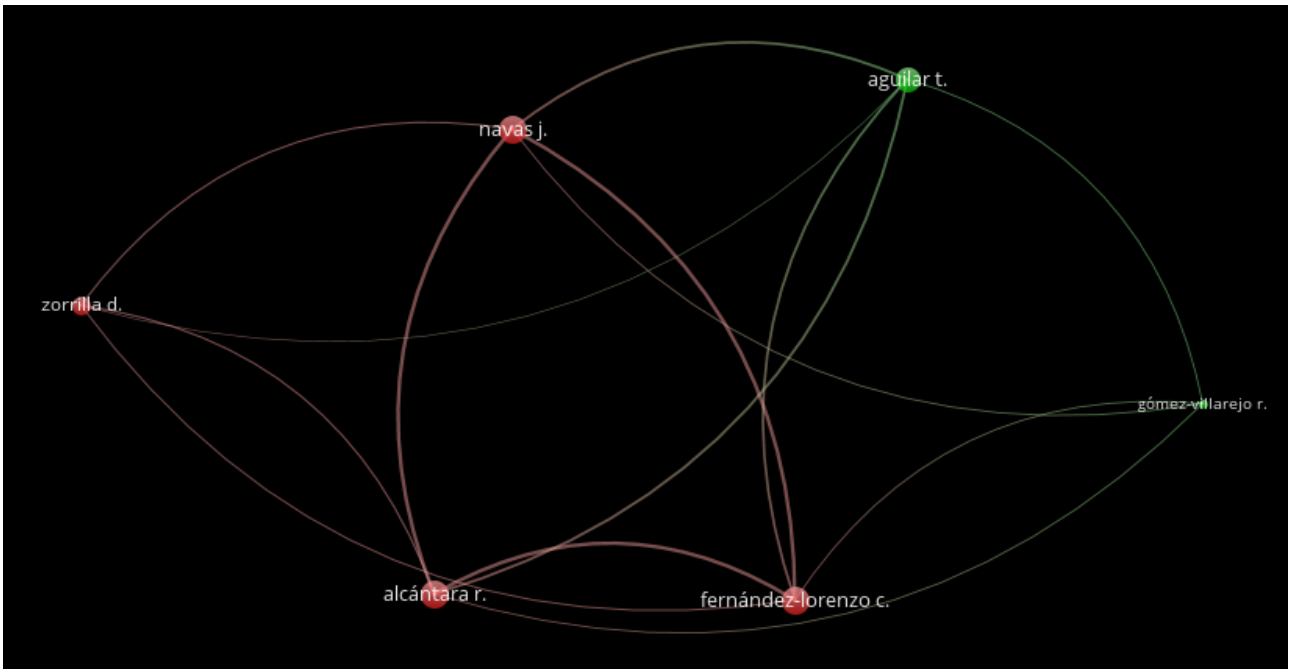 aguilar t.
navas j.
zorrilla d.
gómez-villarejo r.
alcántara r.
fernández-lorenzo c.